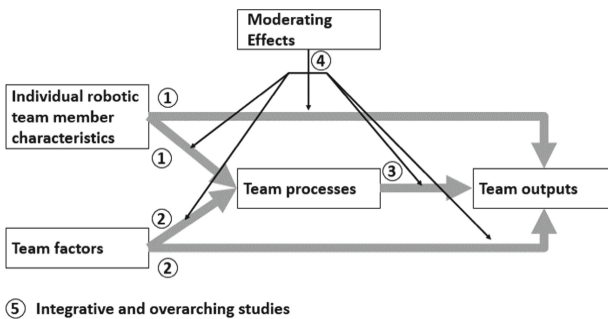 Moderating
Effects
④
Individual robotic
team member
characteristics
①
①
Team processes
③
Team outputs
②
Team factors
②
⑤ Integrative and overarching studies